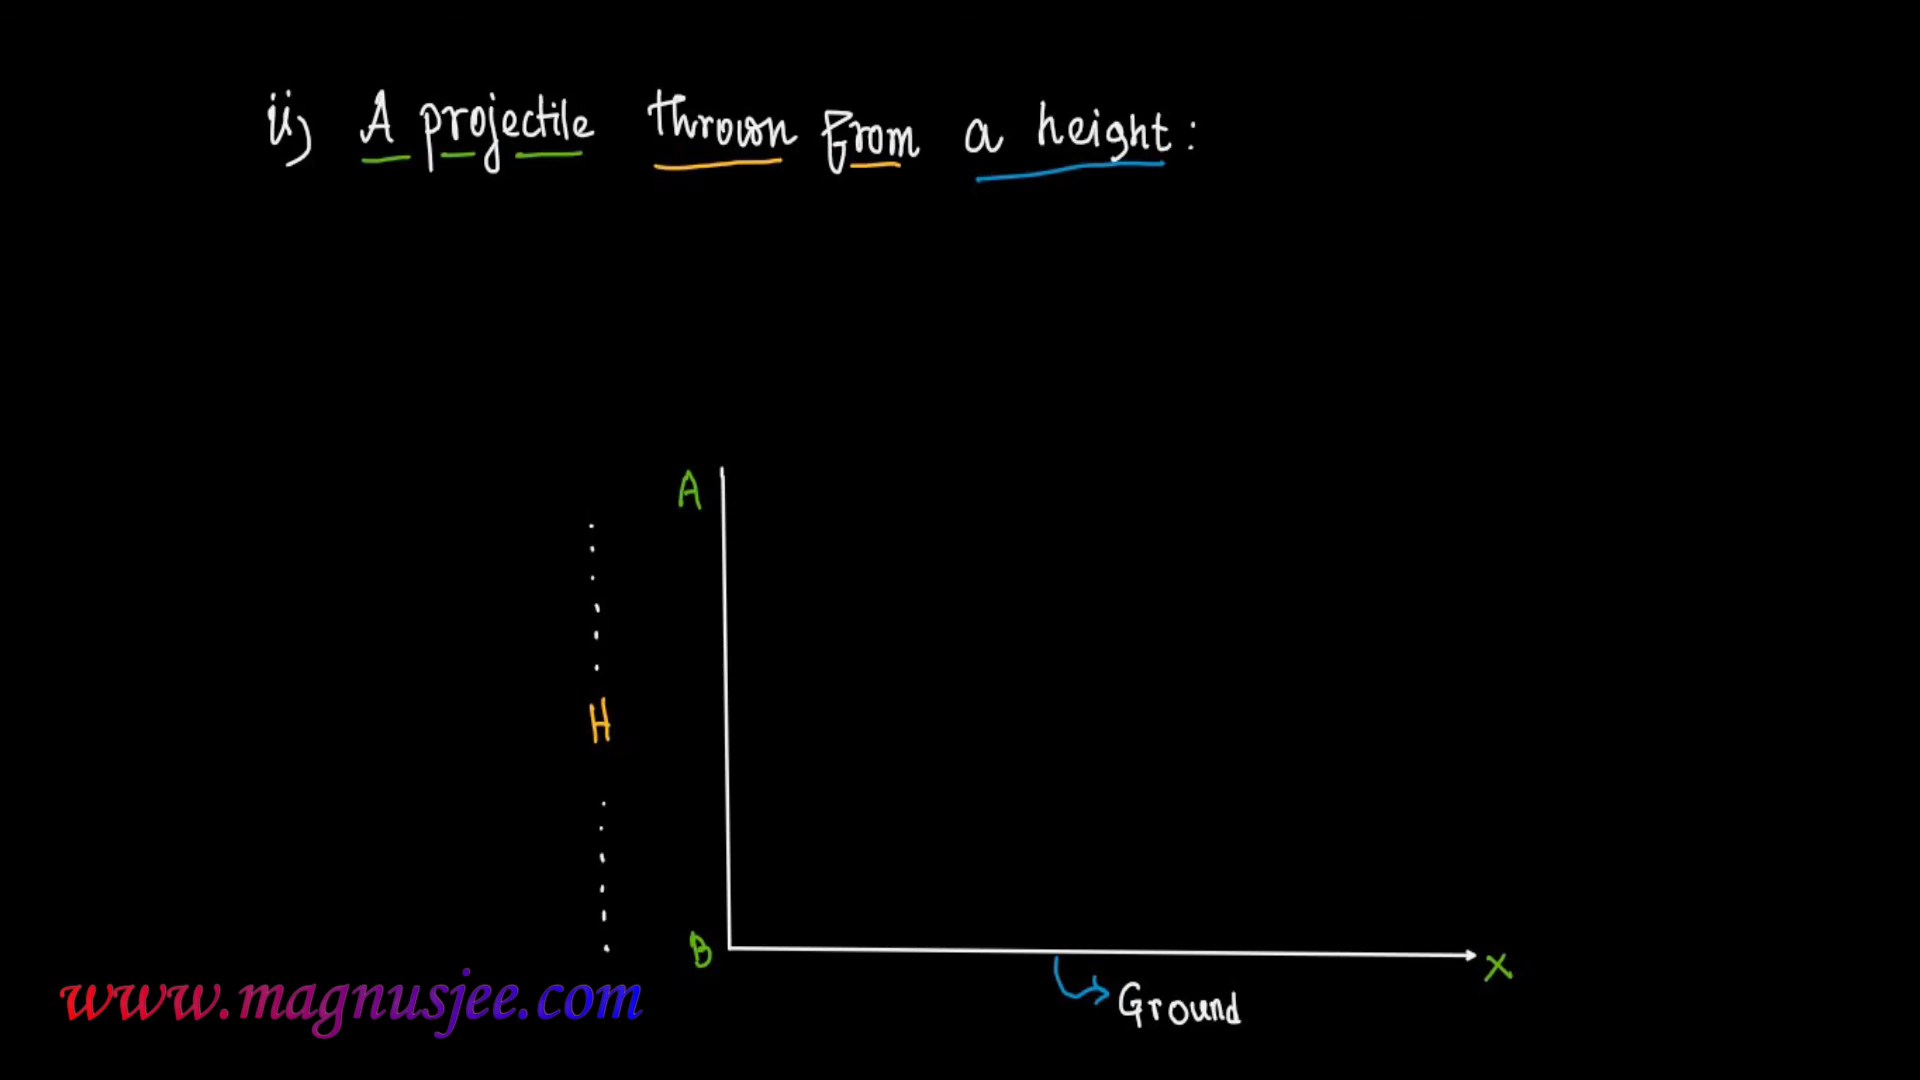 ii) A projectile thrown from a height:
A
H
B
X
Ground
www.magnusjee.com